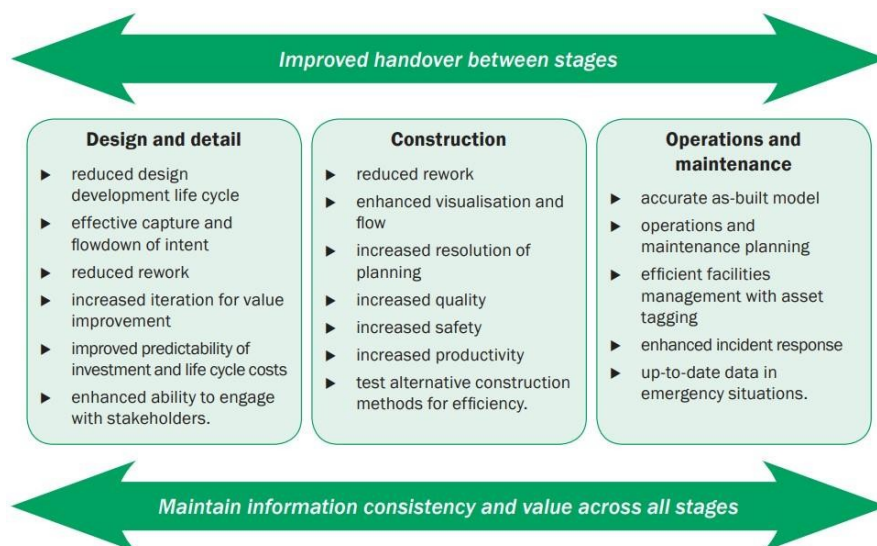 Improved handover between stages
Design and detail
► reduced design
development life cycle
► effective capture and
flowdown of intent
► reduced rework
► increased iteration for value
improvement
► improved predictability of
investment and life cycle costs
► enhanced ability to engage
with stakeholders.
Construction
► reduced rework
► enhanced visualisation and
flow
► increased resolution of
planning
► increased quality
► increased safety
► increased productivity
► test alternative construction
methods for efficiency.
Operations and
maintenance
► accurate as-built model
► operations and
maintenance planning
► efficient facilities
management with asset
tagging
► enhanced incident response
► up-to-date data in
emergency situations.
Maintain information consistency and value across all stages